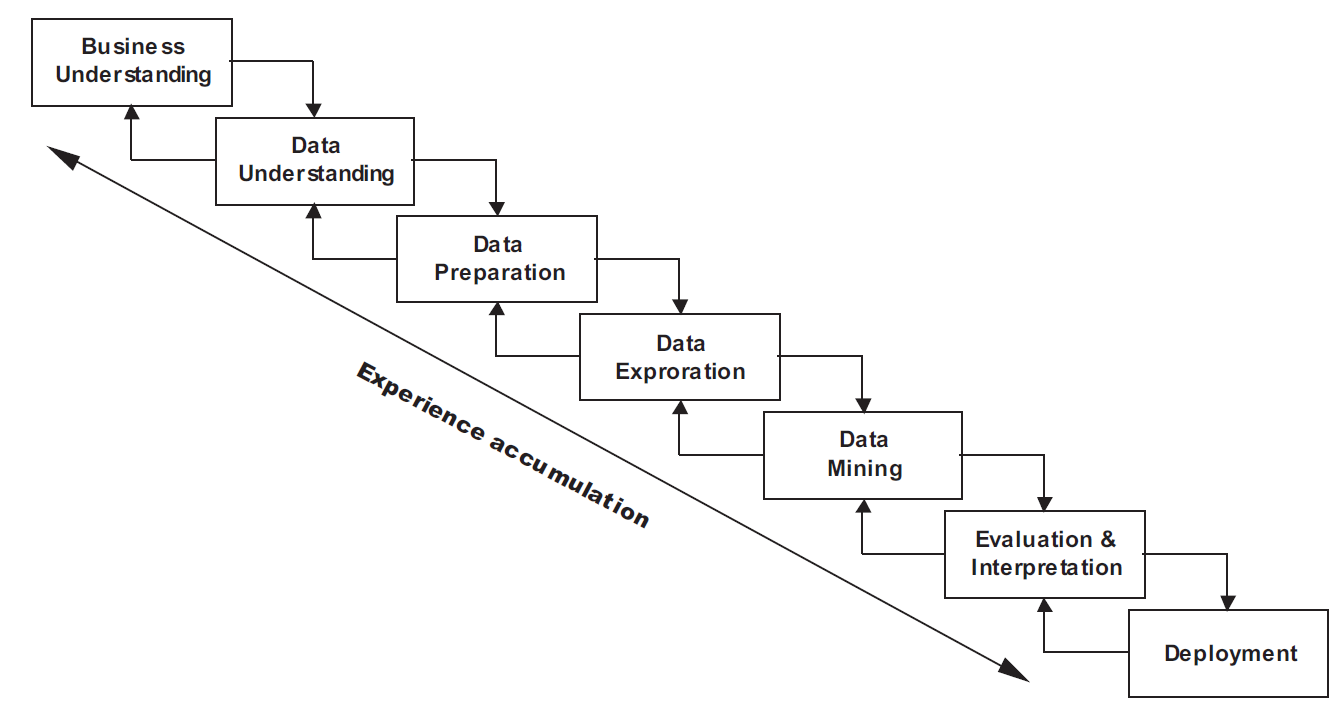 Business
Understanding
Data
Understanding
Data
Preparation
Data
Exproration
Experience accumulation
Data
Mining
Evaluation &
Interpretation
Deployment